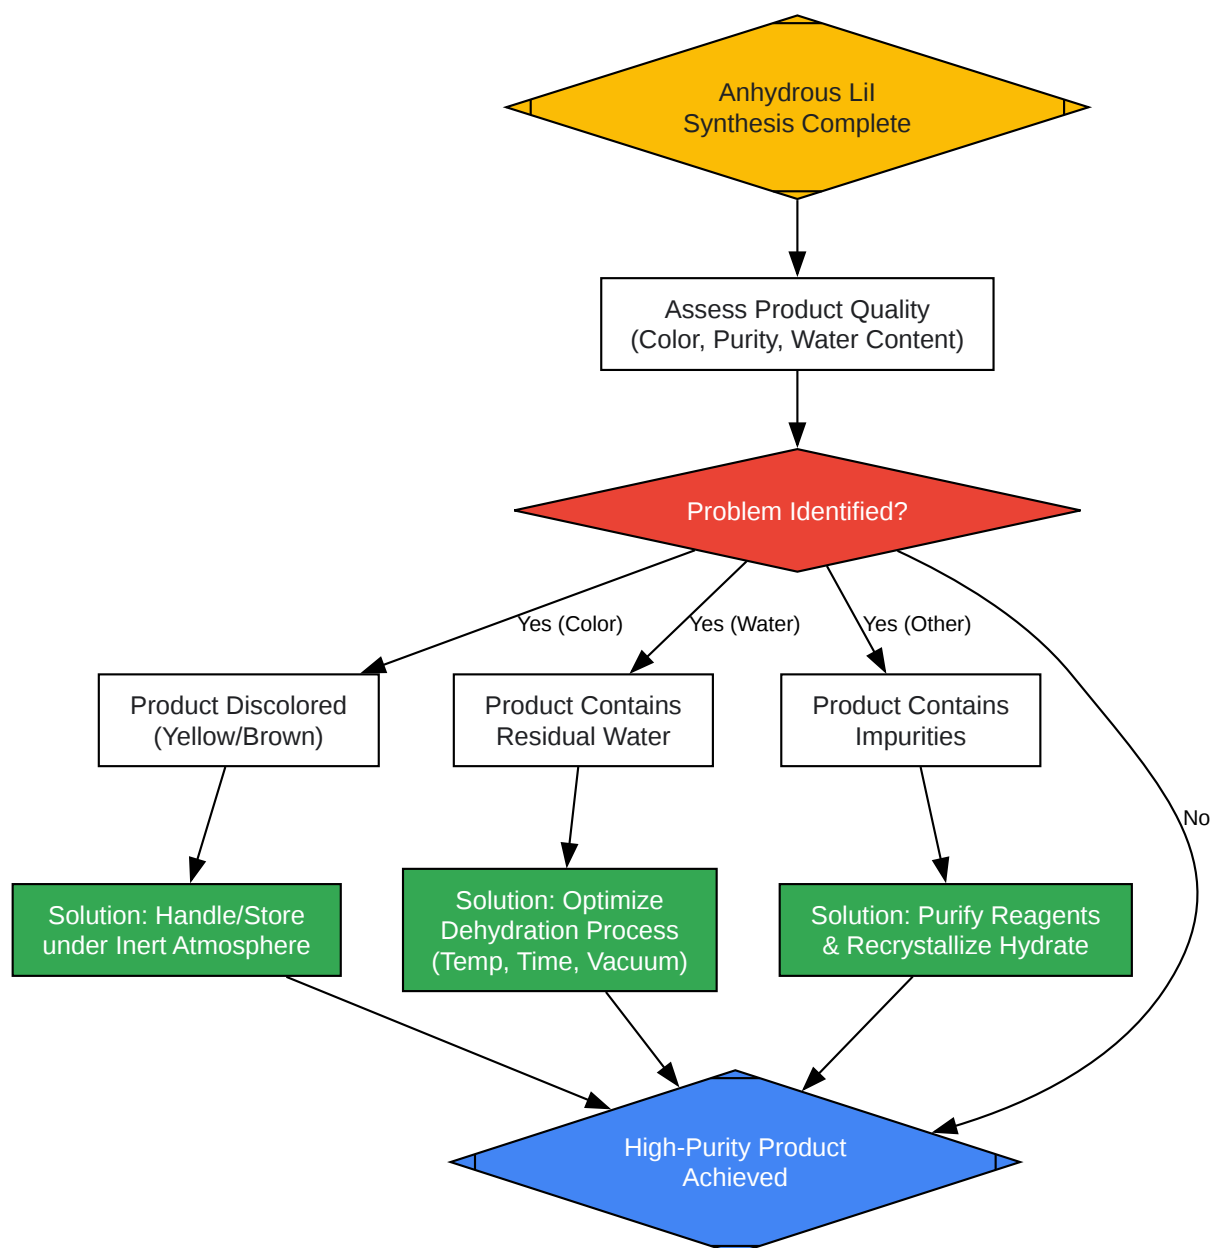 Anhydrous LiI
Synthesis Complete
Assess Product Quality
(Color, Purity, Water Content)
Problem Identified?
Yes (Color)
Yes (Water)
Yes (Other)
Product Discolored
(Yellow/Brown)
Product Contains
Residual Water
Product Contains
Impurities
No
Solution: Handle/Store
under Inert Atmosphere
Solution: Optimize
Dehydration Process
(Temp, Time, Vacuum)
Solution: Purify Reagents
& Recrystallize Hydrate
High-Purity Product
Achieved